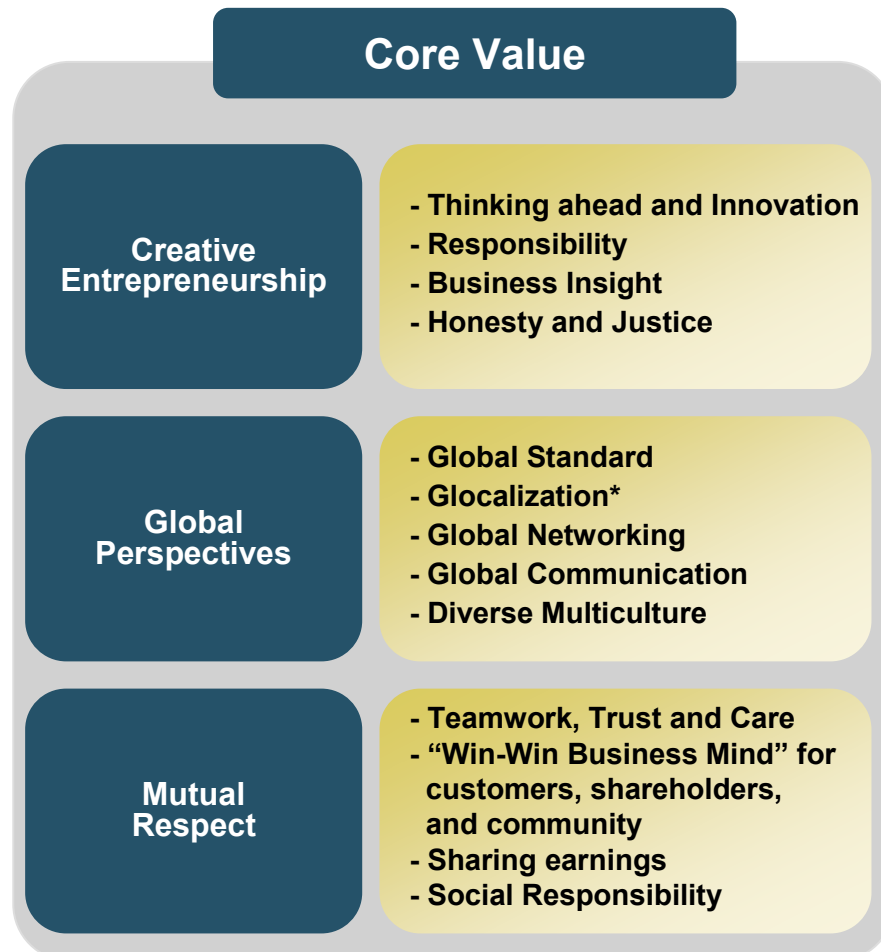 Core Value
Creative
Entrepreneurship
- Thinking ahead and Innovation
- Responsibility
- Business Insight
- Honesty and Justice
Global
Perspectives
- Global Standard
- Glocalization*
- Global Networking
- Global Communication
- Diverse Multiculture
Mutual
Respect
- Teamwork, Trust and Care
- “Win-Win Business Mind” for
customers, shareholders,
and community
- Sharing earnings
- Social Responsibility